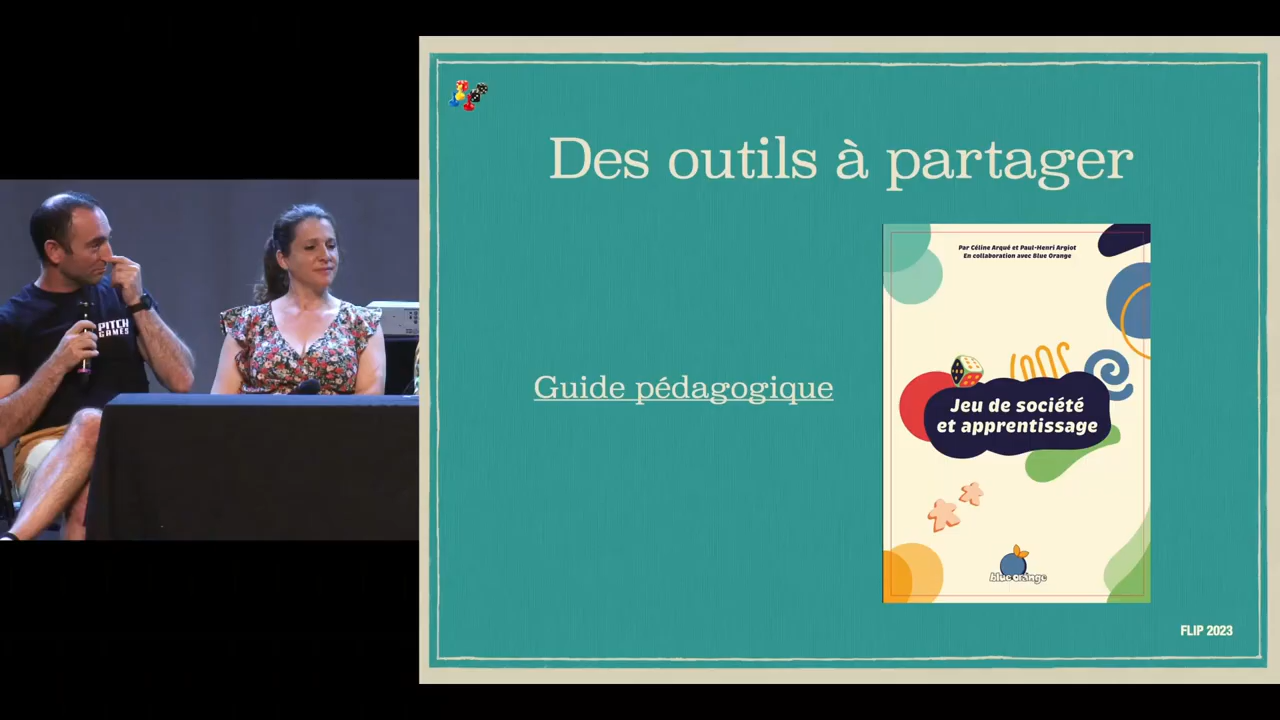 PITCH
GAMES
Des outils à partager
Guide pédagogique
Par Céline Arqué et Paul-Henri Argiot
En collaboration avec Blue Orange
Jeu de société
et apprentissage
blue orange
FLIP 2023